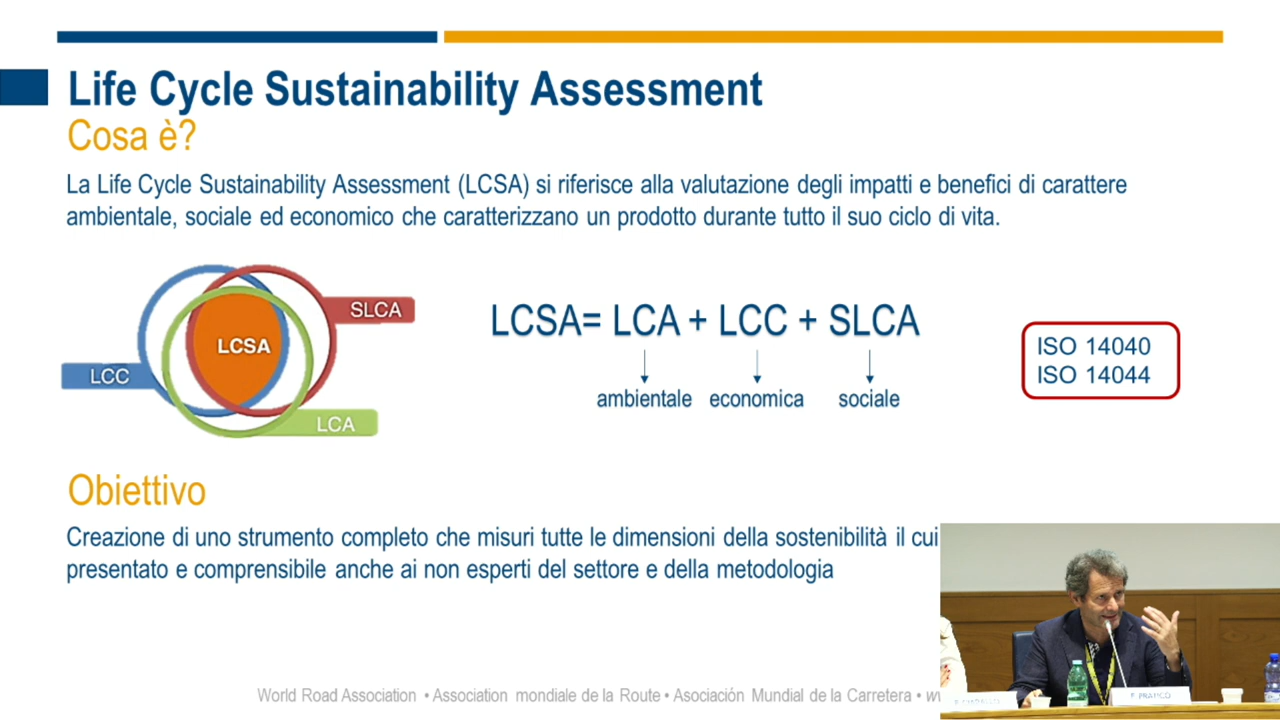 Life Cycle Sustainability Assessment
Cosa è?
La Life Cycle Sustainability Assessment (LCSA) si riferisce alla valutazione degli impatti e benefici di carattere
ambientale, sociale ed economico che caratterizzano un prodotto durante tutto il suo ciclo di vita.
SLCA
LCSA
LCC
LCA
LCSA= LCA + LCC + SLCA
ambientale economica sociale
ISO 14040
ISO 14044
Obiettivo
Creazione di uno strumento completo che misuri tutte le dimensioni della sostenibilità il cui
presentato e comprensibile anche ai non esperti del settore e della metodologia
World Road Association • Association mondiale de la Route • Asociación Mundial de la Carretera •
F. PRATICÒ